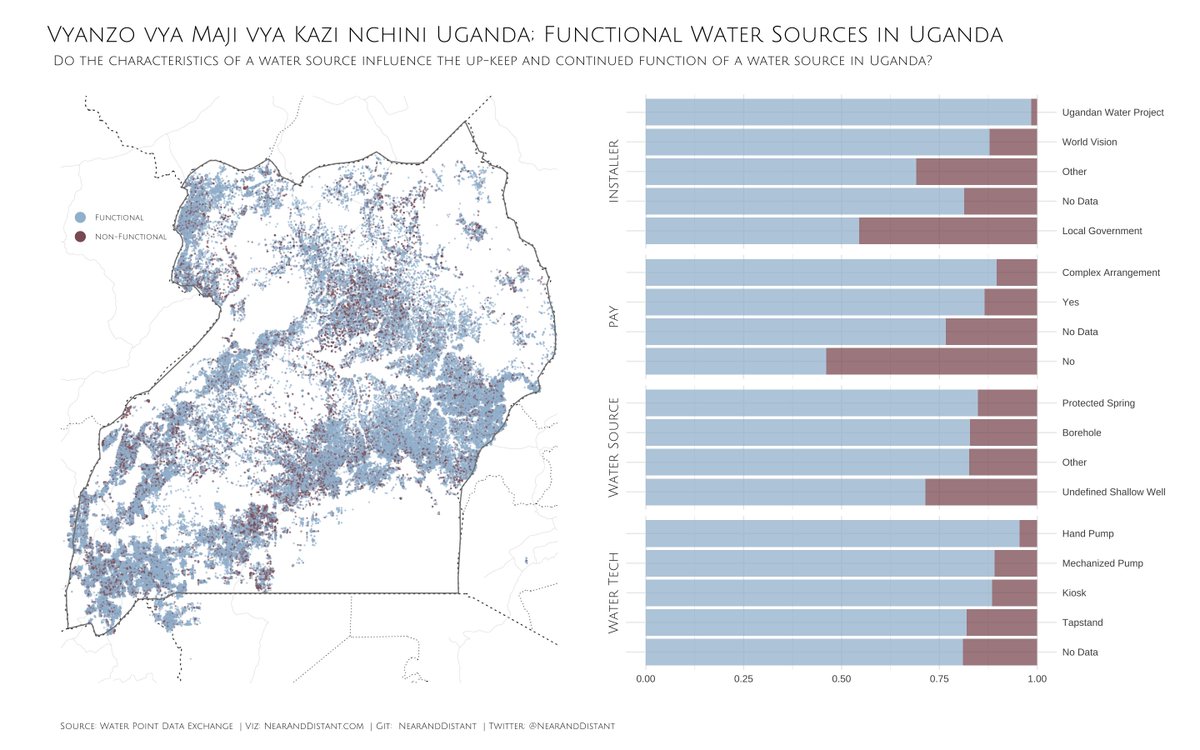 Vyanzo vya Maji vya Kazi nchini Uganda; Functional Water Sources in Uganda
Do the characteristics of a water source influence the up-keep and continued function of a water source in Uganda?
Functional
Non-Functional
Installer
Ugandan Water Project
World Vision
Other
No Data
Local Government
Pay
Complex Arrangement
Yes
No Data
No
Water Source
Protected Spring
Borehole
Other
Undefined Shallow Well
Water Tech
Hand Pump
Mechanized Pump
Kiosk
Tapstand
No Data
0.00 0.25 0.50 0.75 1.00
Source: Water Point Data Exchange | Viz: NearAndDistant.com | Git: NearAndDistant | Twitter: @NearAndDistant